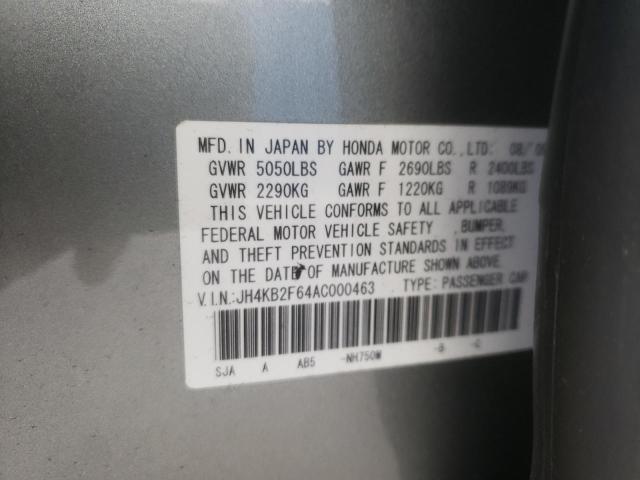 MFD. IN JAPAN BY HONDA MOTOR CO., LTD: 08/
GVWR 5050LBS GAWR F 2690LBS R 2400LBS
GVWR 2290KG GAWR F 1220KG R 1089KG
THIS VEHICLE CONFORMS TO ALL APPLICABLE
FEDERAL MOTOR VEHICLE SAFETY , BUMPER,
AND THEFT PREVENTION STANDARDS IN EFFECT
ON THE DATE OF MANUFACTURE SHOWN ABOVE.
V.I.N.:JH4KB2F64AC000463 TYPE: PASSENGER CAR
SJA A AB5 -NH750M -B -C